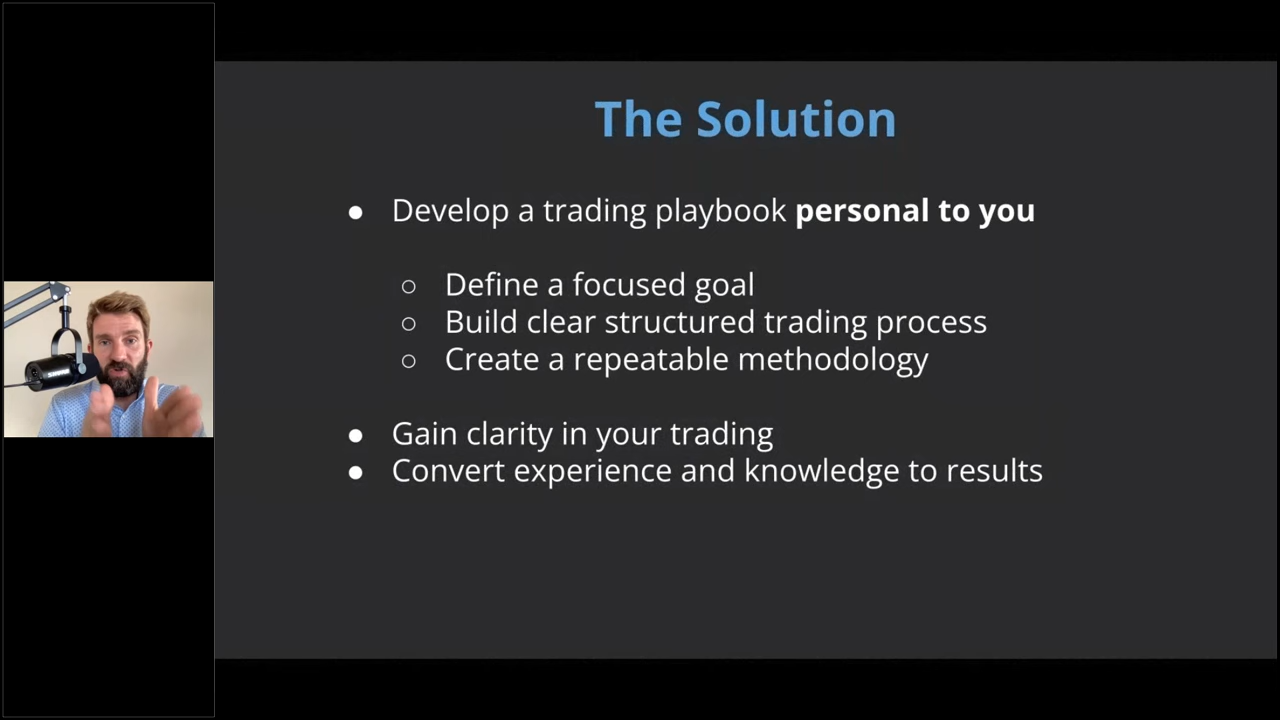 The Solution
● Develop a trading playbook personal to you
○ Define a focused goal
○ Build clear structured trading process
○ Create a repeatable methodology
● Gain clarity in your trading
● Convert experience and knowledge to results
SHURE